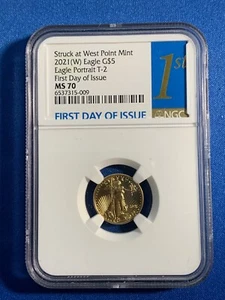 Struck at West Point Mint
2021(W) Eagle G$5
Eagle Portrait T-2
First Day of Issue
MS 70
6537315-009
1st
FIRST DAY OF ISSUE
NGC